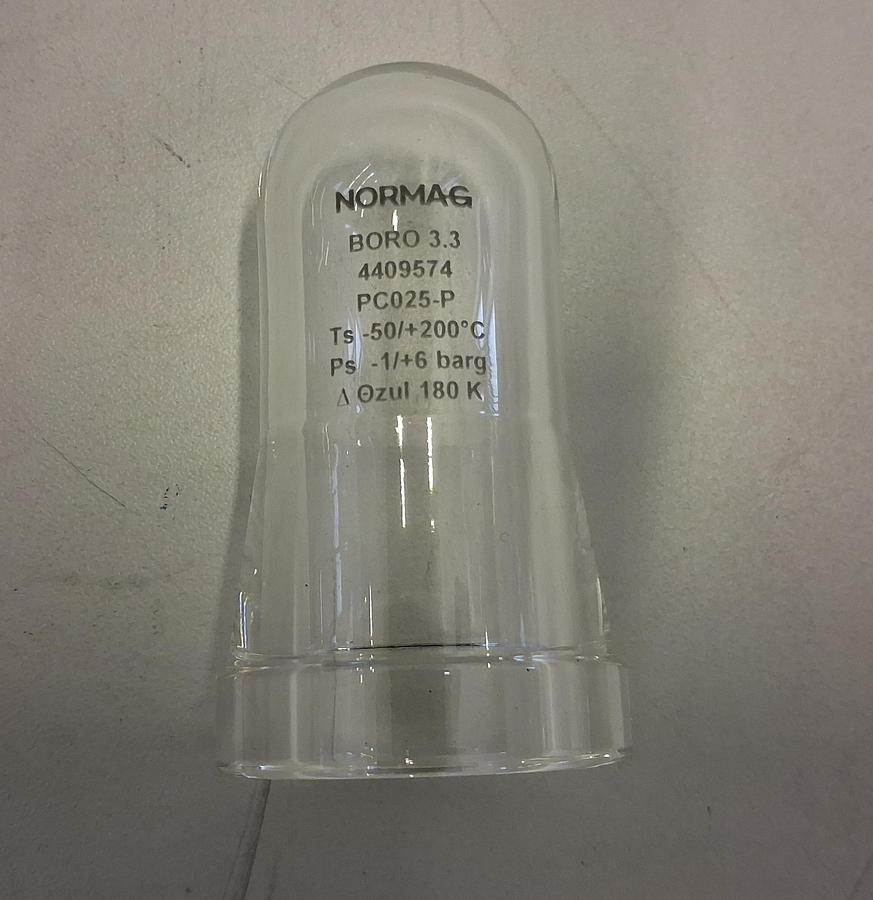 NORMAG
BORO 3.3
4409574
PC025-P
Ts -50/+200°C
Ps -1/+6 barg
Δ Θzul 180 K